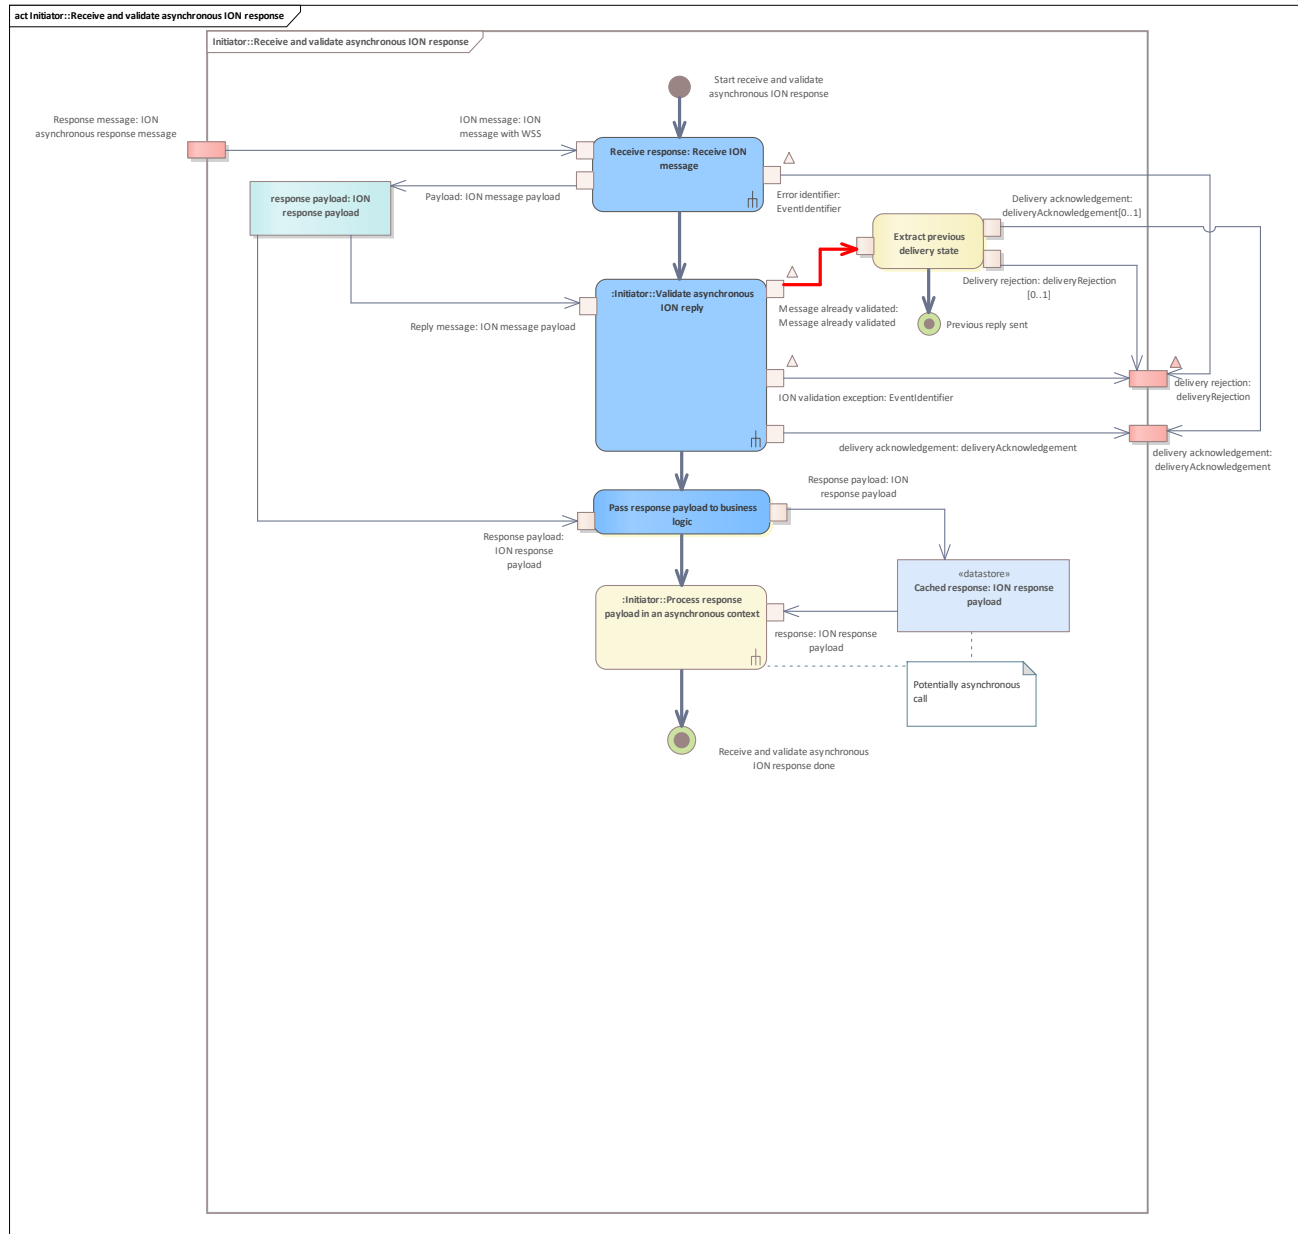 act Initiator::Receive and validate asynchronous ION response
Initiator::Receive and validate asynchronous ION response
Start receive and validate
asynchronous ION response
Response message: ION
asynchronous response message
ION message: ION
message with WSS
Receive response: Receive ION
message
Payload: ION message payload
response payload: ION
response payload
Error identifier:
EventIdentifier
Delivery acknowledgement:
deliveryAcknowledgement[0..1]
Extract previous
delivery state
Delivery rejection: deliveryRejection
[0..1]
:Initiator::Validate asynchronous
ION reply
Reply message: ION message payload
Message already validated:
Message already validated
Previous reply sent
ION validation exception: EventIdentifier
delivery rejection:
deliveryRejection
delivery acknowledgement: deliveryAcknowledgement
delivery acknowledgement:
deliveryAcknowledgement
Response payload: ION
response payload
Pass response payload to business
logic
Response payload:
ION response
payload
«datastore»
Cached response: ION response
payload
:Initiator::Process response
payload in an asynchronous context
response: ION response
payload
Potentially asynchronous
call
Receive and validate asynchronous
ION response done